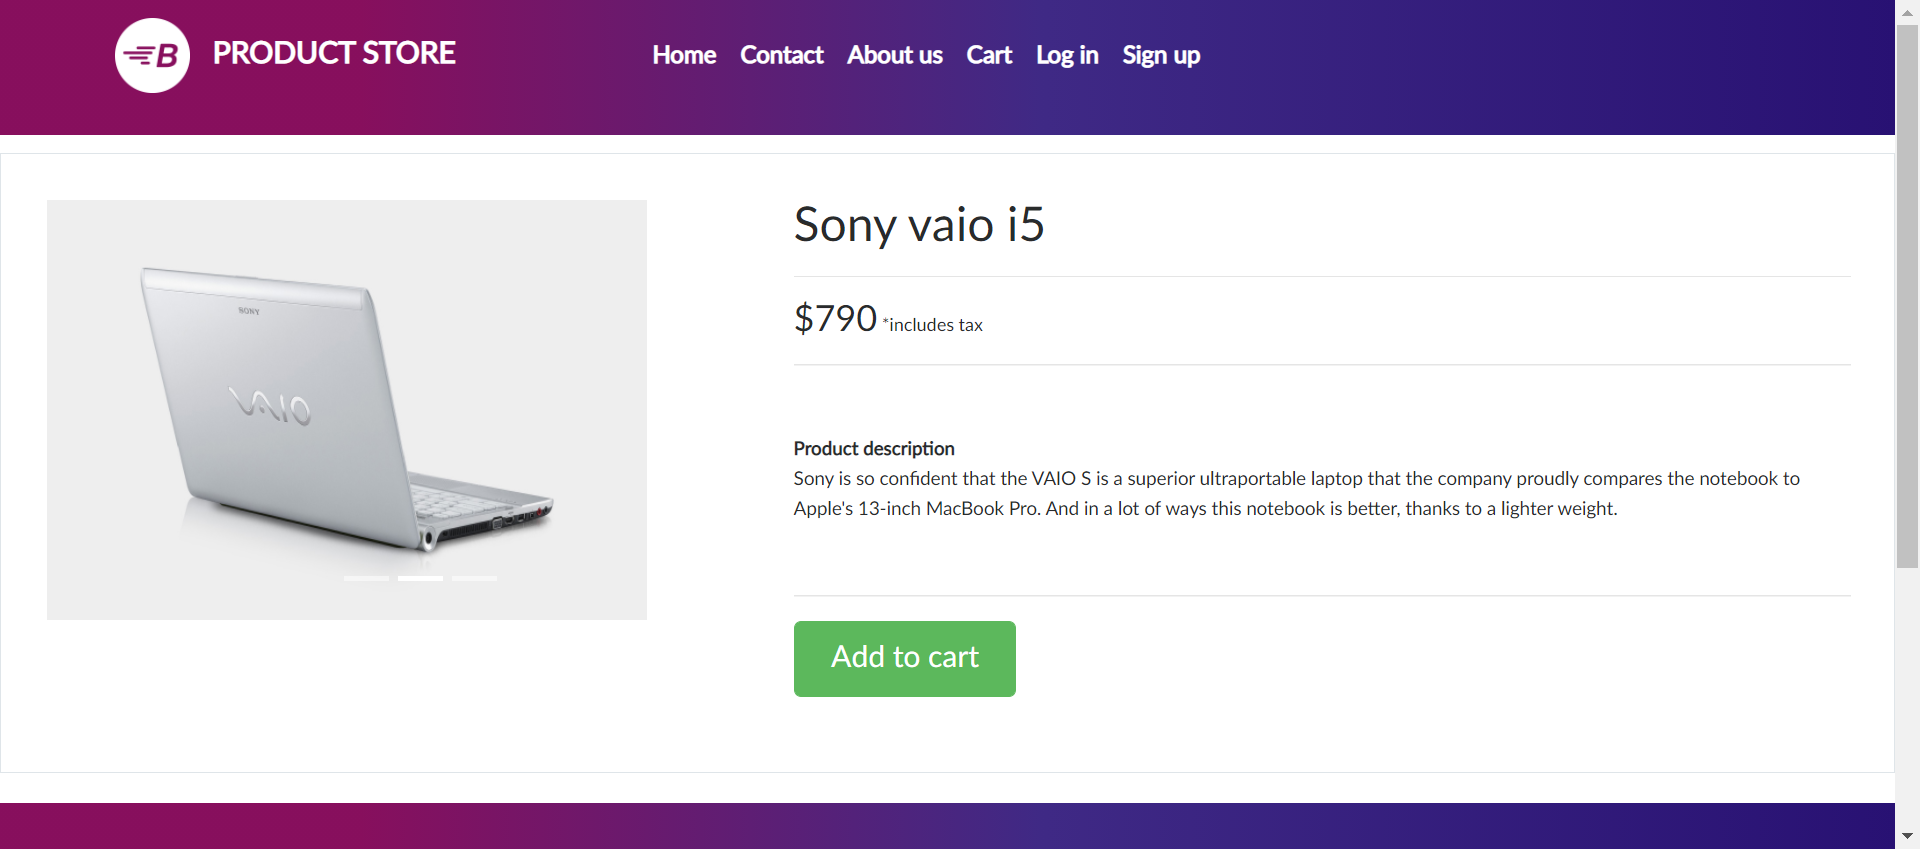 B PRODUCT STORE
Home Contact About us Cart Log in Sign up
SONY
VAIO
Sony vaio i5
$790 *includes tax
Product description
Sony is so confident that the VAIO S is a superior ultraportable laptop that the company proudly compares the notebook to
Apple's 13-inch MacBook Pro. And in a lot of ways this notebook is better, thanks to a lighter weight.
Add to cart